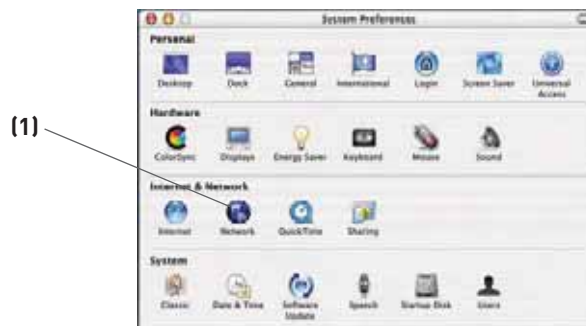 System Preferences
Personal
Desktop Dock General International Login Screen Saver Universal Access
Hardware
ColorSync Displays Energy Saver Keyboard Mouse Sound
(1)
Internet & Network
Internet Network QuickTime Sharing
System
Classic Date & Time Software Update Speech Startup Disk Users